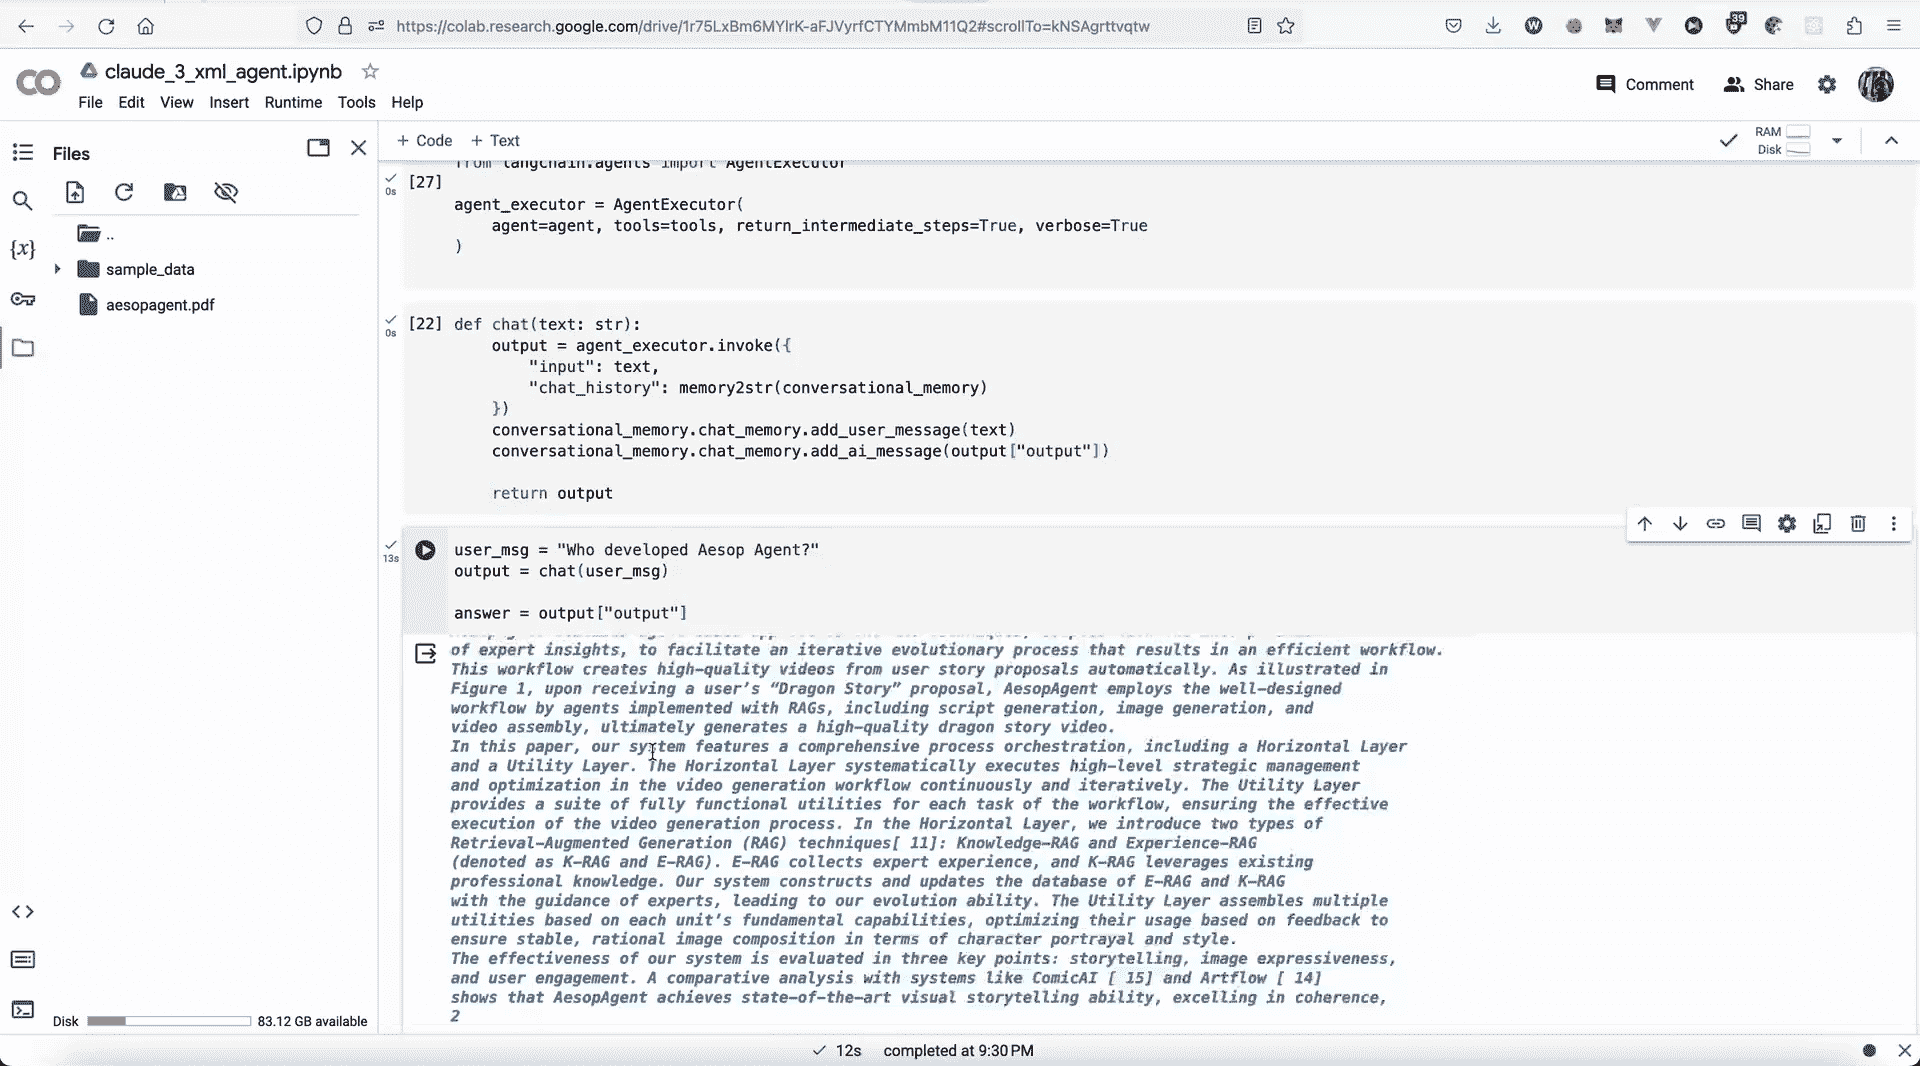 https://colab.research.google.com/drive/1r75LxBm6MYlrK-aFJVyrfCTYMmbM11Q2#scrollTo=kNSAgrttvqtw
39
claude_3_xml_agent.ipynb
File Edit View Insert Runtime Tools Help
Comment
Share
Files
+ Code + Text
RAM
Disk
..
sample_data
aesopagent.pdf
Disk
83.12 GB available
from langchain.agents import AgentExecutor
[27]
0s
agent_executor = AgentExecutor(
agent=agent, tools=tools, return_intermediate_steps=True, verbose=True
)
[22] def chat(text: str):
0s
output = agent_executor.invoke({
"input": text,
"chat_history": memory2str(conversational_memory)
})
conversational_memory.chat_memory.add_user_message(text)
conversational_memory.chat_memory.add_ai_message(output["output"])
return output
13s
user_msg = "Who developed Aesop Agent?"
output = chat(user_msg)
answer = output["output"]
of expert insights, to facilitate an iterative evolutionary process that results in an efficient workflow.
This workflow creates high-quality videos from user story proposals automatically. As illustrated in
Figure 1, upon receiving a user's “Dragon Story” proposal, AesopAgent employs the well-designed
workflow by agents implemented with RAGs, including script generation, image generation, and
video assembly, ultimately generates a high-quality dragon story video.
In this paper, our system features a comprehensive process orchestration, including a Horizontal Layer
and a Utility Layer. The Horizontal Layer systematically executes high-level strategic management
and optimization in the video generation workflow continuously and iteratively. The Utility Layer
provides a suite of fully functional utilities for each task of the workflow, ensuring the effective
execution of the video generation process. In the Horizontal Layer, we introduce two types of
Retrieval-Augmented Generation (RAG) techniques[ 11]: Knowledge-RAG and Experience-RAG
(denoted as K-RAG and E-RAG). E-RAG collects expert experience, and K-RAG leverages existing
professional knowledge. Our system constructs and updates the database of E-RAG and K-RAG
with the guidance of experts, leading to our evolution ability. The Utility Layer assembles multiple
utilities based on each unit's fundamental capabilities, optimizing their usage based on feedback to
ensure stable, rational image composition in terms of character portrayal and style.
The effectiveness of our system is evaluated in three key points: storytelling, image expressiveness,
and user engagement. A comparative analysis with systems like ComicAI [ 15] and Artflow [ 14]
shows that AesopAgent achieves state-of-the-art visual storytelling ability, excelling in coherence,
2
12s completed at 9:30 PM